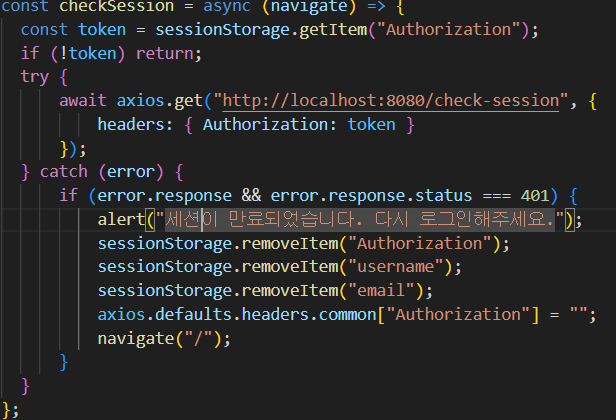 const checkSession = async (navigate) => {
const token = sessionStorage.getItem("Authorization");
if (!token) return;
try {
await axios.get("http://localhost:8080/check-session", {
headers: { Authorization: token }
});
} catch (error) {
if (error.response && error.response.status === 401) {
alert("세션이 만료되었습니다. 다시 로그인해주세요.");
sessionStorage.removeItem("Authorization");
sessionStorage.removeItem("username");
sessionStorage.removeItem("email");
axios.defaults.headers.common["Authorization"] = "";
navigate("/");
}
}
};